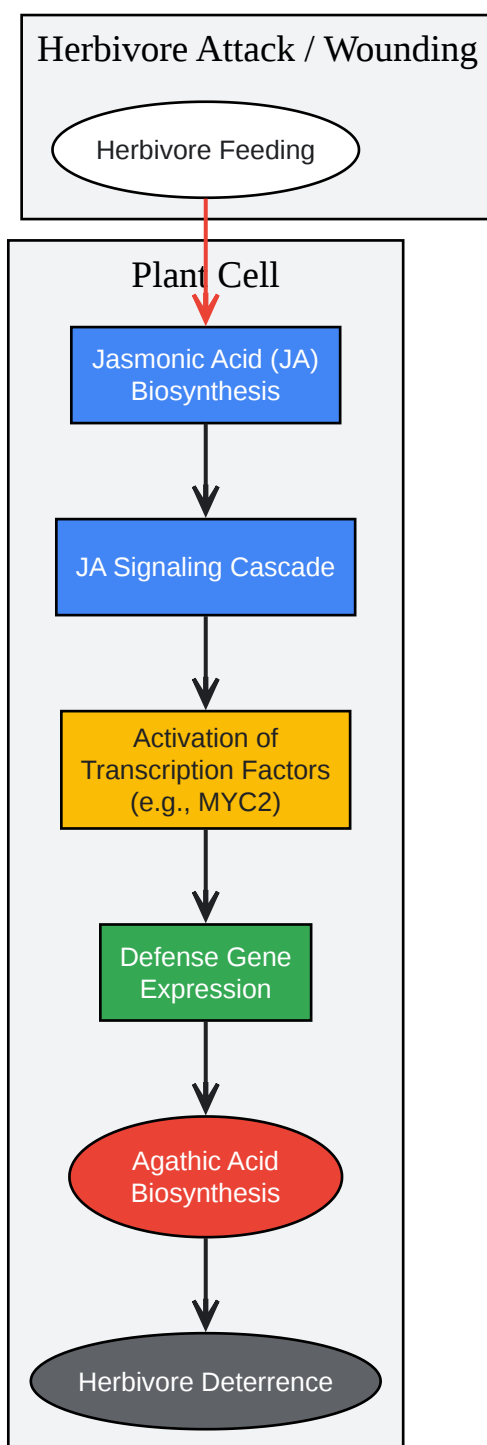 Herbivore Attack / Wounding
Herbivore Feeding
Plant Cell
Jasmonic Acid (JA)
Biosynthesis
JA Signaling Cascade
Activation of
Transcription Factors
(e.g., MYC2)
Defense Gene
Expression
Agathic Acid
Biosynthesis
Herbivore Deterrence